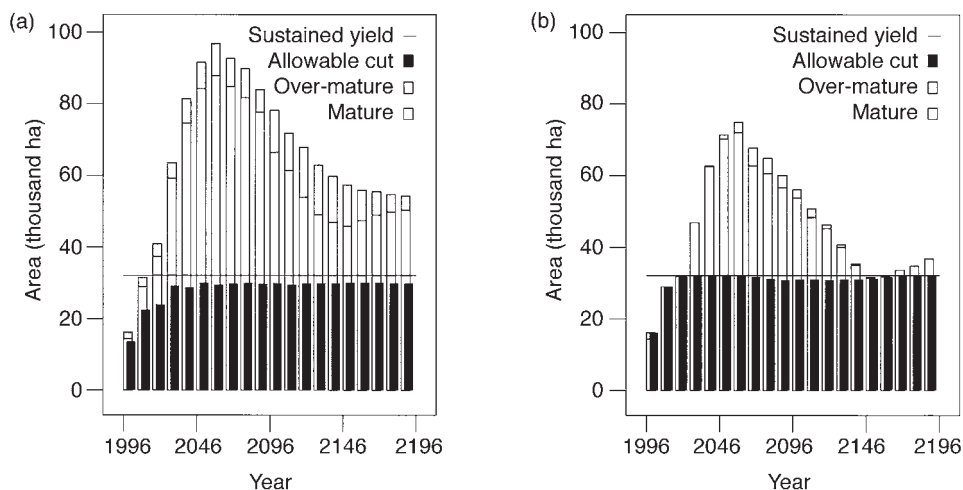 (a)
Sustained yield
Allowable cut
Over-mature
Mature
Area (thousand ha)
100
80
60
40
20
0
1996
2046
2096
2146
2196
Year
(b)
Sustained yield
Allowable cut
Over-mature
Mature
Area (thousand ha)
100
80
60
40
20
0
1996
2046
2096
2146
2196
Year